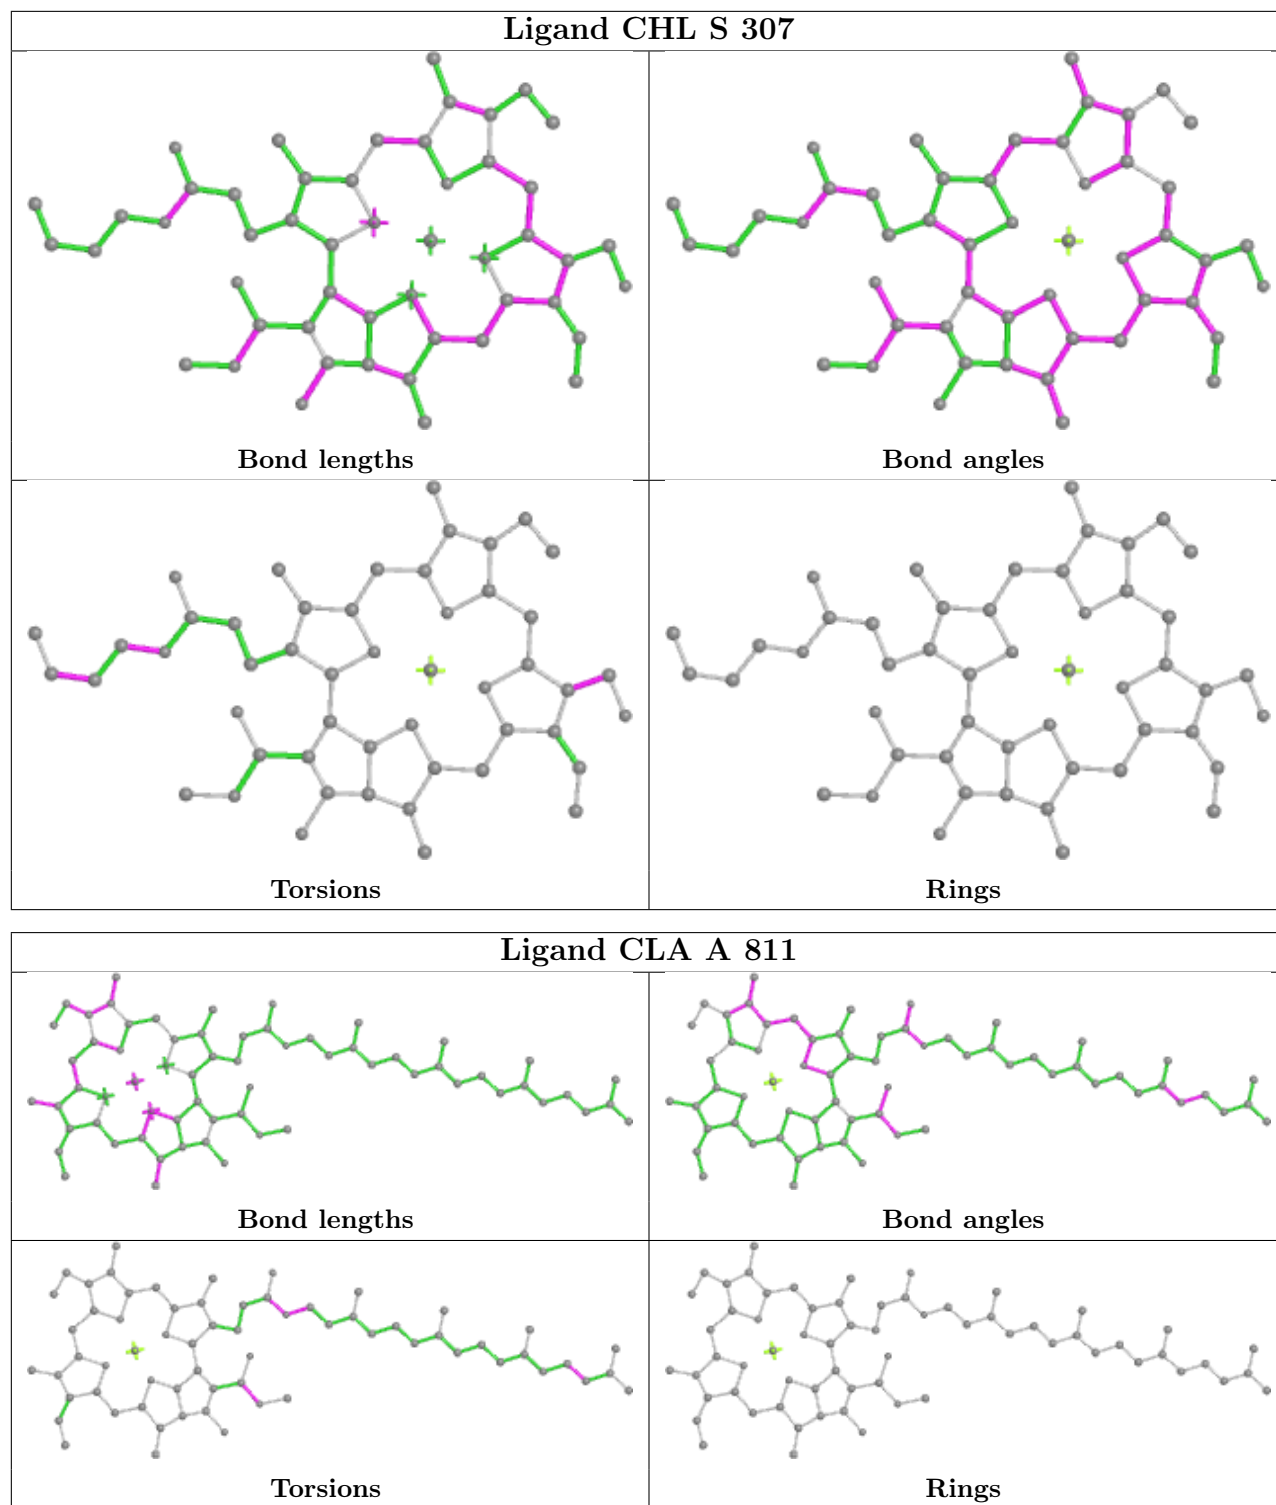 Ligand CHL S 307
Bond lengths
Bond angles
Torsions
Rings
Ligand CLA A 811
Bond lengths
Bond angles
Torsions
Rings